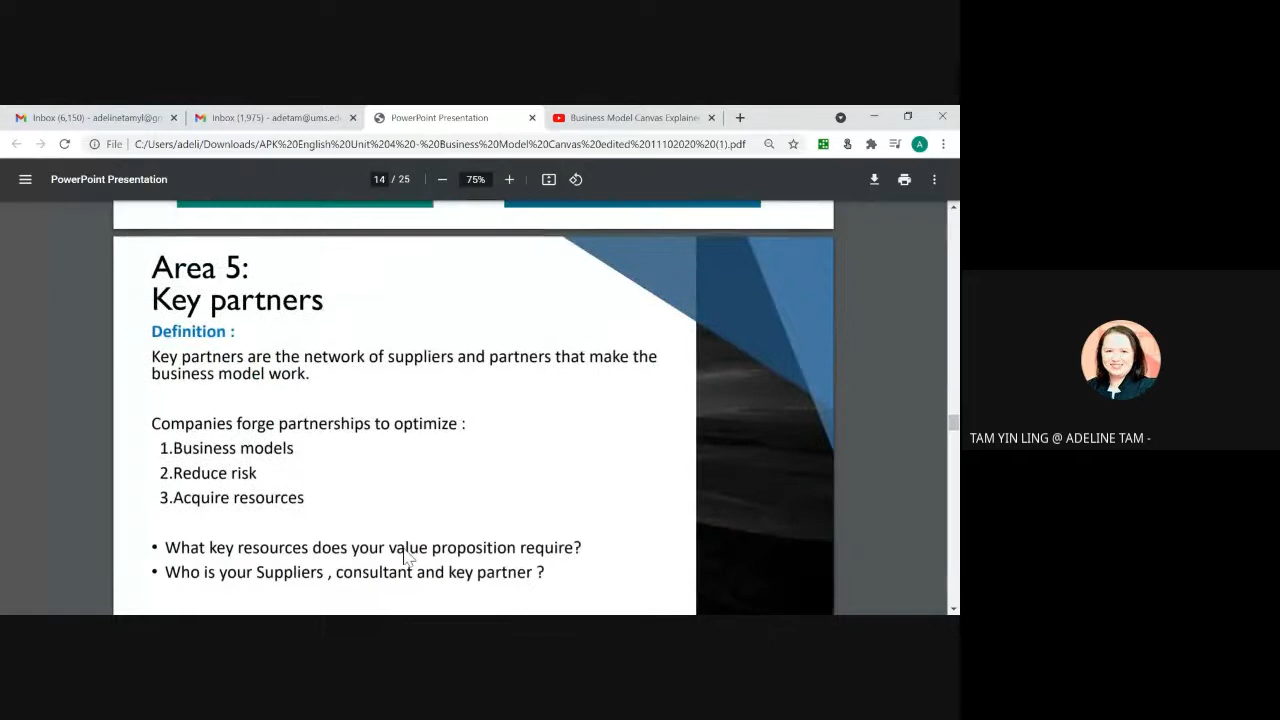 Inbox (6,150) - adelinetamyl@gm
Inbox (1,975) - adetam@ums.ed
PowerPoint Presentation
Business Model Canvas Explaine
File
C:/Users/adeli/Downloads/APK%20English%20Unit%204%20-%20Business%20Model%20Canvas%20edited%2011102020%20(1).pdf
A
PowerPoint Presentation
14 / 25
75%
Area 5:
Key partners
Definition :
Key partners are the network of suppliers and partners that make the
business model work.
Companies forge partnerships to optimize :
1.Business models
2.Reduce risk
3.Acquire resources
• What key resources does your value proposition require?
• Who is your Suppliers , consultant and key partner ?
TAM YIN LING @ ADELINE TAM -